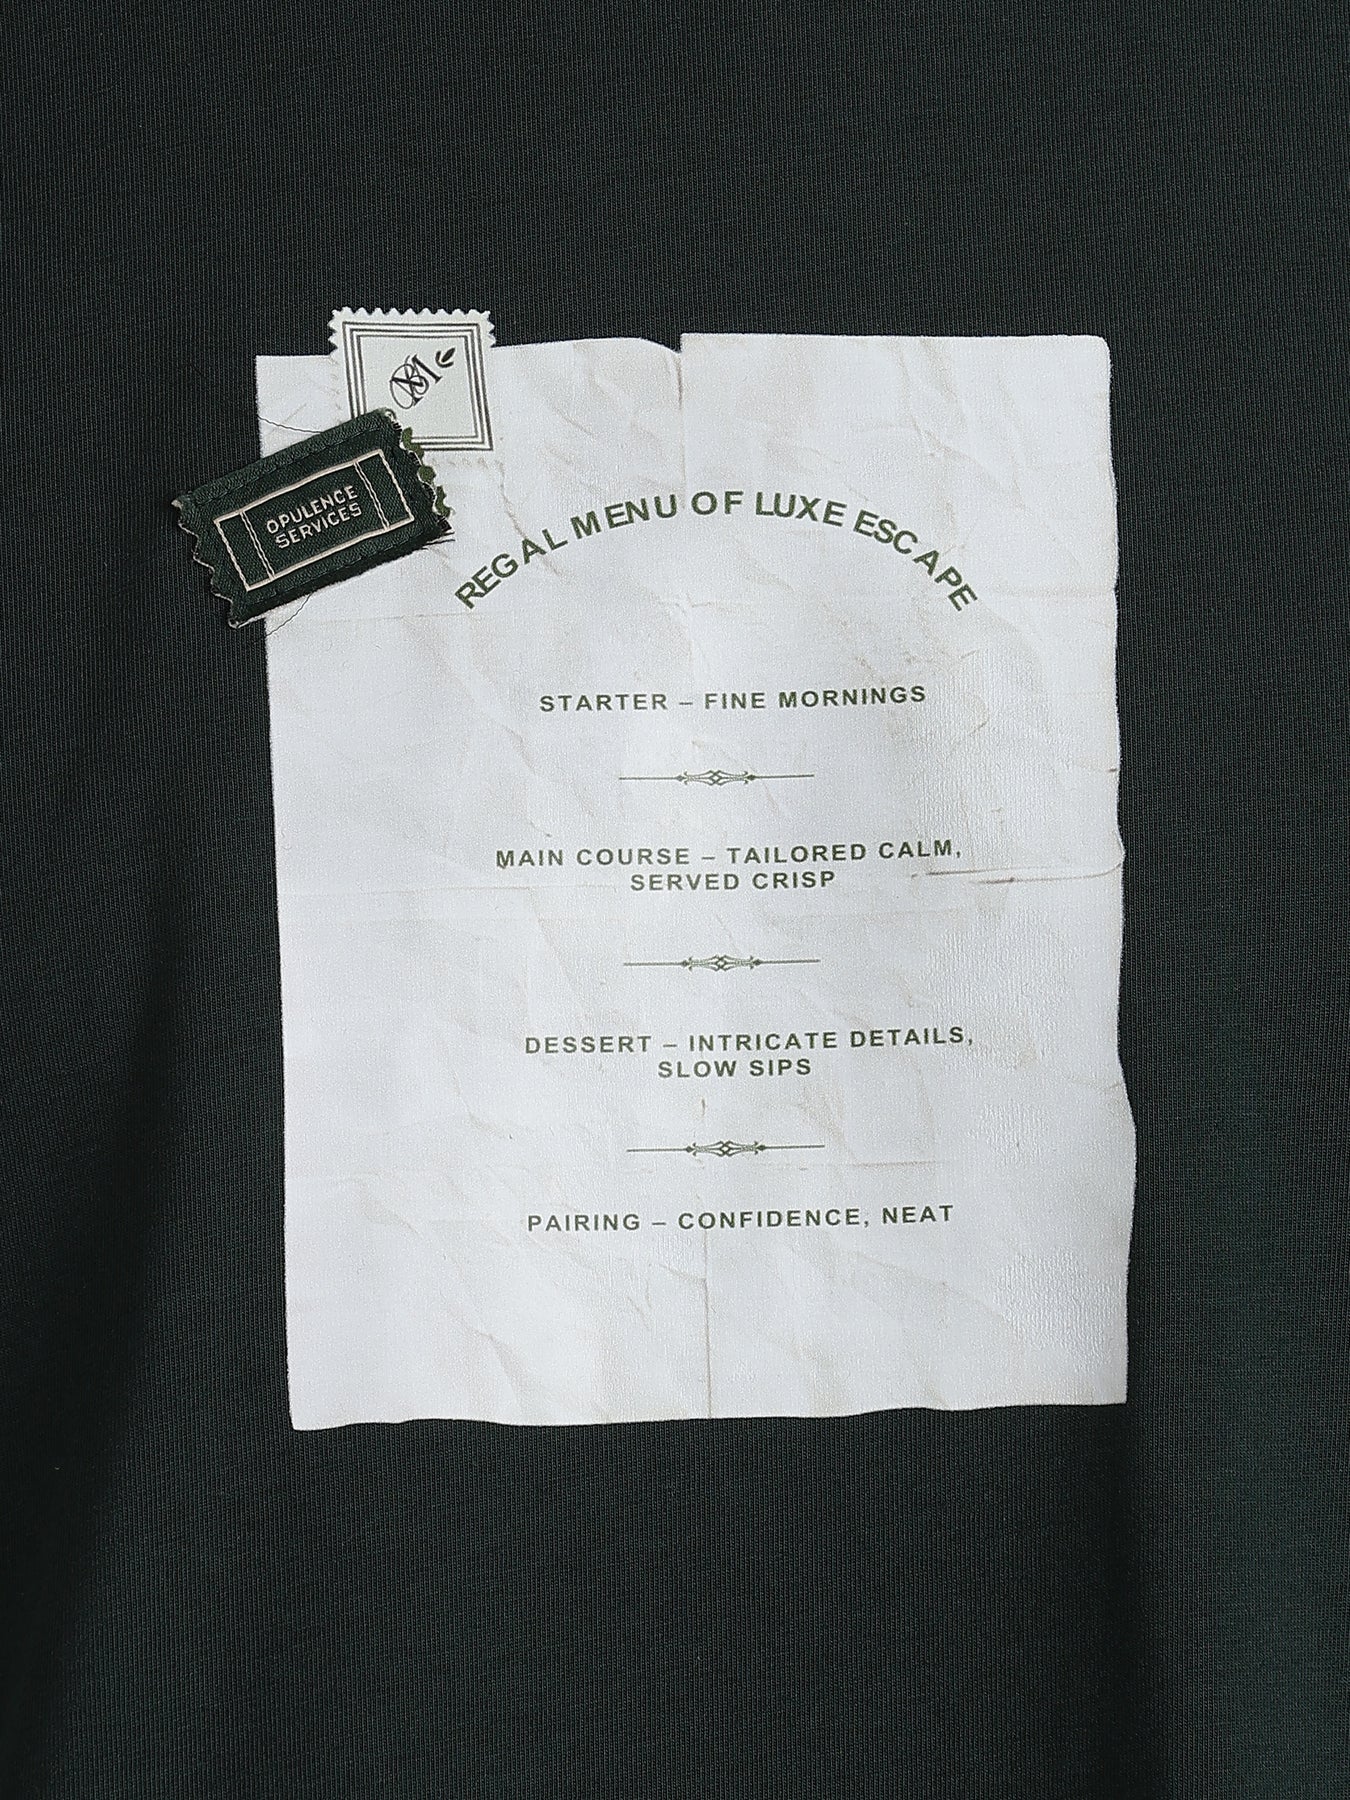 OPULENCE
SERVICES
REGAL MENU OF LUXE ESCAPE
STARTER – FINE MORNINGS
MAIN COURSE – TAILORED CALM,
SERVED CRISP
DESSERT – INTRICATE DETAILS,
SLOW SIPS
PAIRING – CONFIDENCE, NEAT